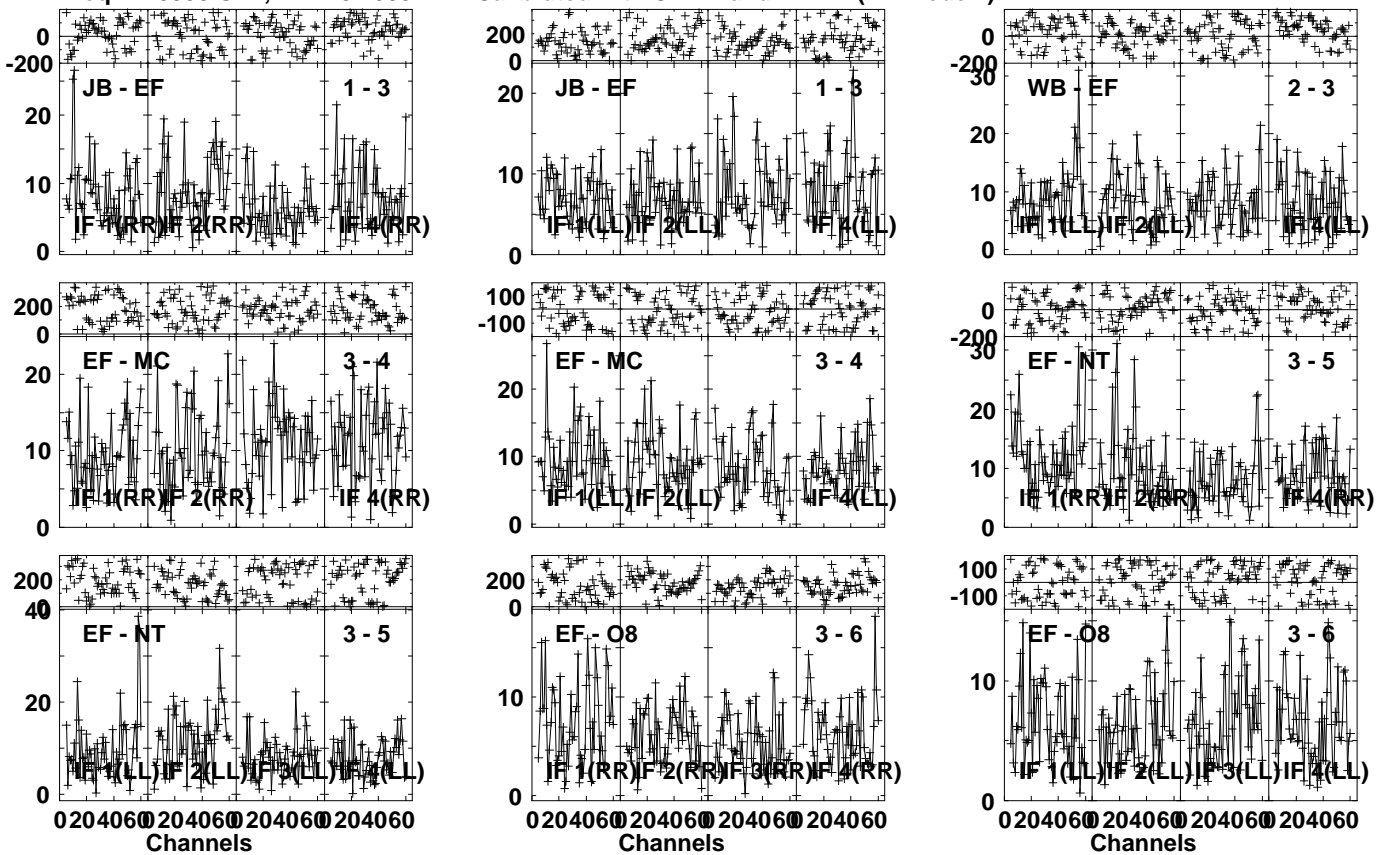 0
-200
JB - EF 1 - 3
20
10
IF 1(RR) IF 2(RR) IF 4(RR)
0
200
0
JB - EF 1 - 3
20
10
IF 1(LL) IF 2(LL) IF 4(LL)
0
0
-200
30
WB - EF 2 - 3
20
10
IF 1(LL) IF 2(LL) IF 4(LL)
0
200
0
EF - MC 3 - 4
20
10
IF 1(RR) IF 2(RR) IF 4(RR)
0
100
-100
EF - MC 3 - 4
20
10
IF 1(LL) IF 2(LL) IF 4(LL)
0
0
-200
30
EF - NT 3 - 5
20
10
IF 1(RR) IF 2(RR) IF 4(RR)
0
200
0
40
EF - NT 3 - 5
20
IF 1(LL) IF 2(LL) IF 3(LL) IF 4(LL)
0
0 20 40 60 0 20 40 60 0 20 40 60 0 20 40 60
Channels
200
0
EF - O8 3 - 6
10
IF 1(RR) IF 2(RR) IF 3(RR) IF 4(RR)
0
0 20 40 60 0 20 40 60 0 20 40 60 0 20 40 60
Channels
100
-100
EF - O8 3 - 6
10
IF 1(LL) IF 2(LL) IF 3(LL) IF 4(LL)
0
0 20 40 60 0 20 40 60 0 20 40 60 0 20 40 60
Channels